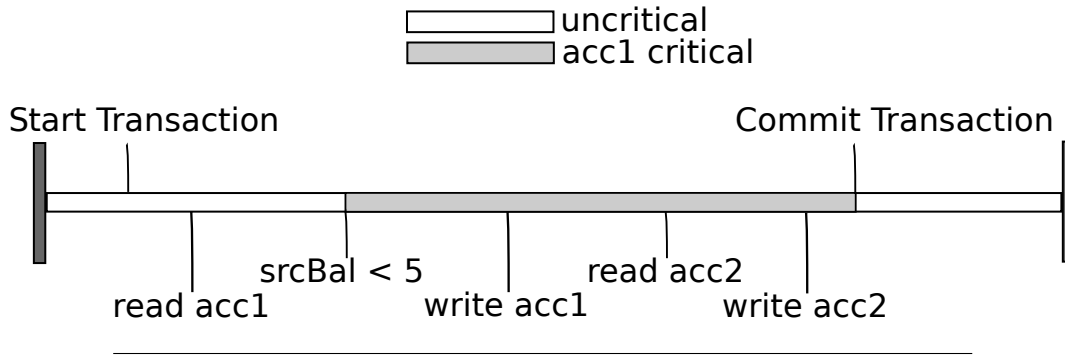 uncritical
acc1 critical
Start Transaction
Commit Transaction
srcBal < 5
read acc2
read acc1
write acc1
write acc2